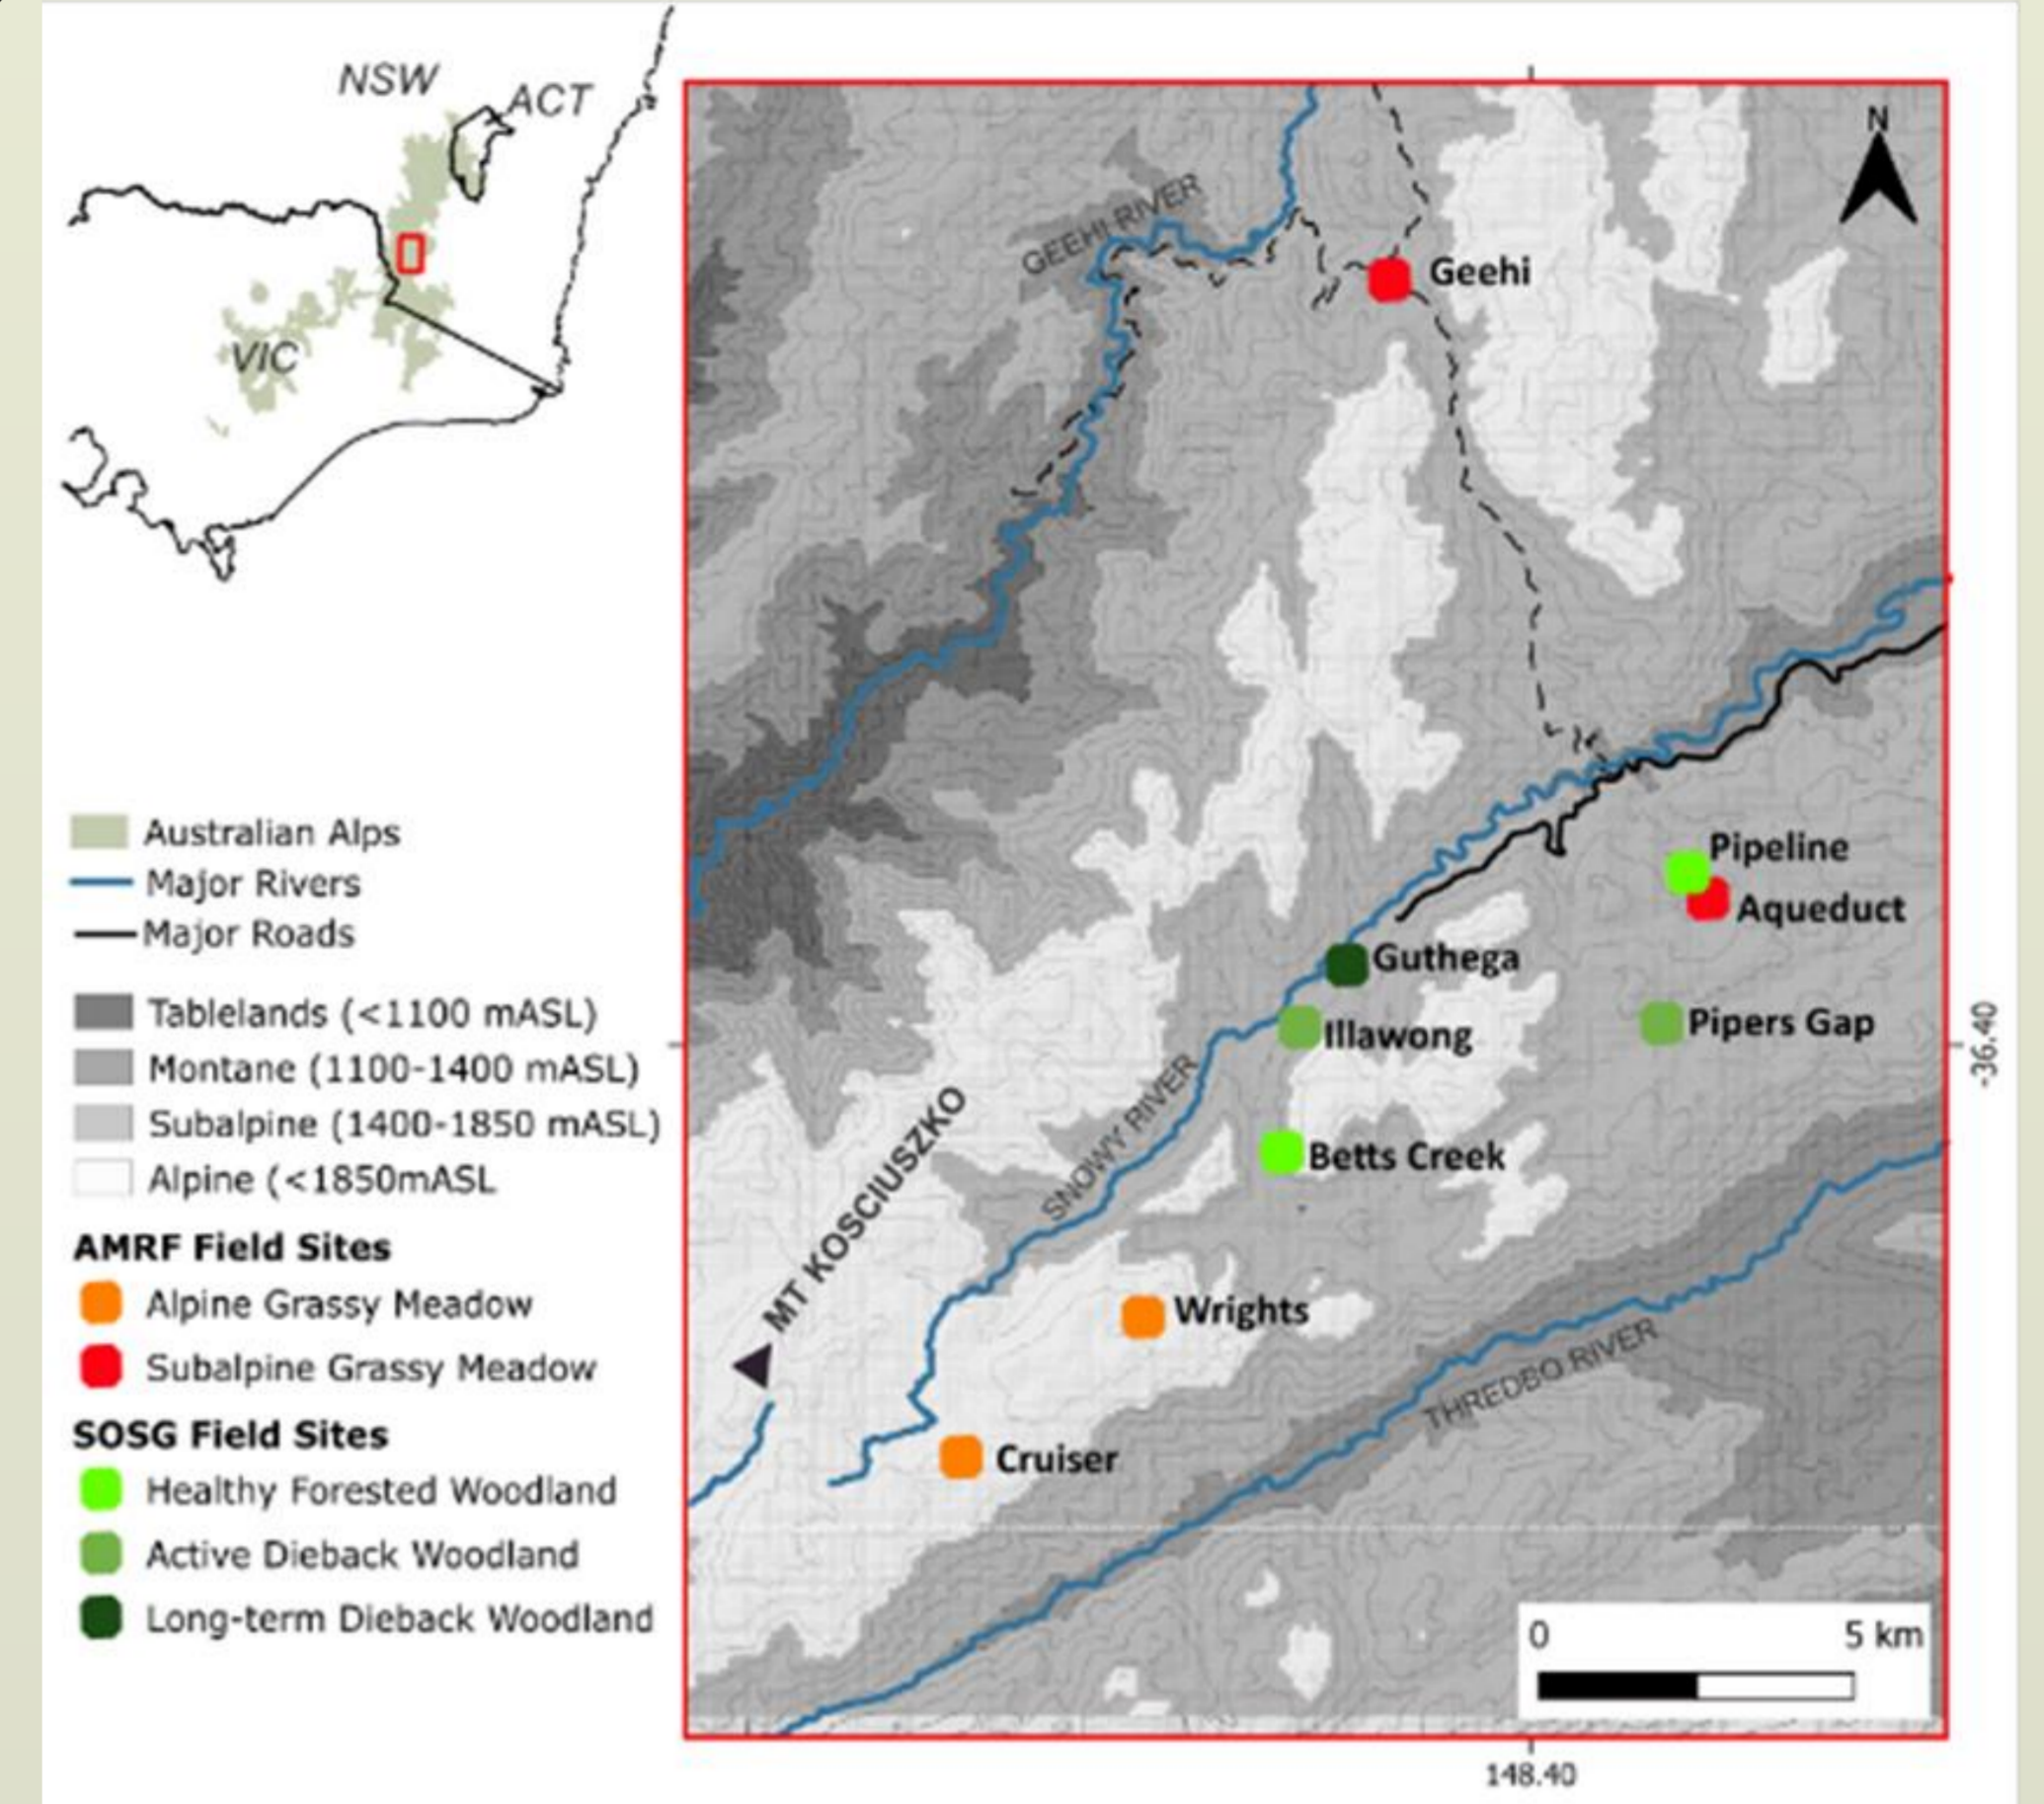 NSW
ACT
VIC
Australian Alps
Major Rivers
Major Roads
Tablelands (<1100 mASL)
Montane (1100-1400 mASL)
Subalpine (1400-1850 mASL)
Alpine (<1850mASL
AMRF Field Sites
Alpine Grassy Meadow
Subalpine Grassy Meadow
SOSG Field Sites
Healthy Forested Woodland
Active Dieback Woodland
Long-term Dieback Woodland
N
GEEHI RIVER
Geehi
Pipeline
Aqueduct
Guthega
Illawong
Pipers Gap
-36.40
SNOWY RIVER
Betts Creek
MT KOSCIUSZKO
Wrights
THREDBO RIVER
Cruiser
0 5 km
148.40